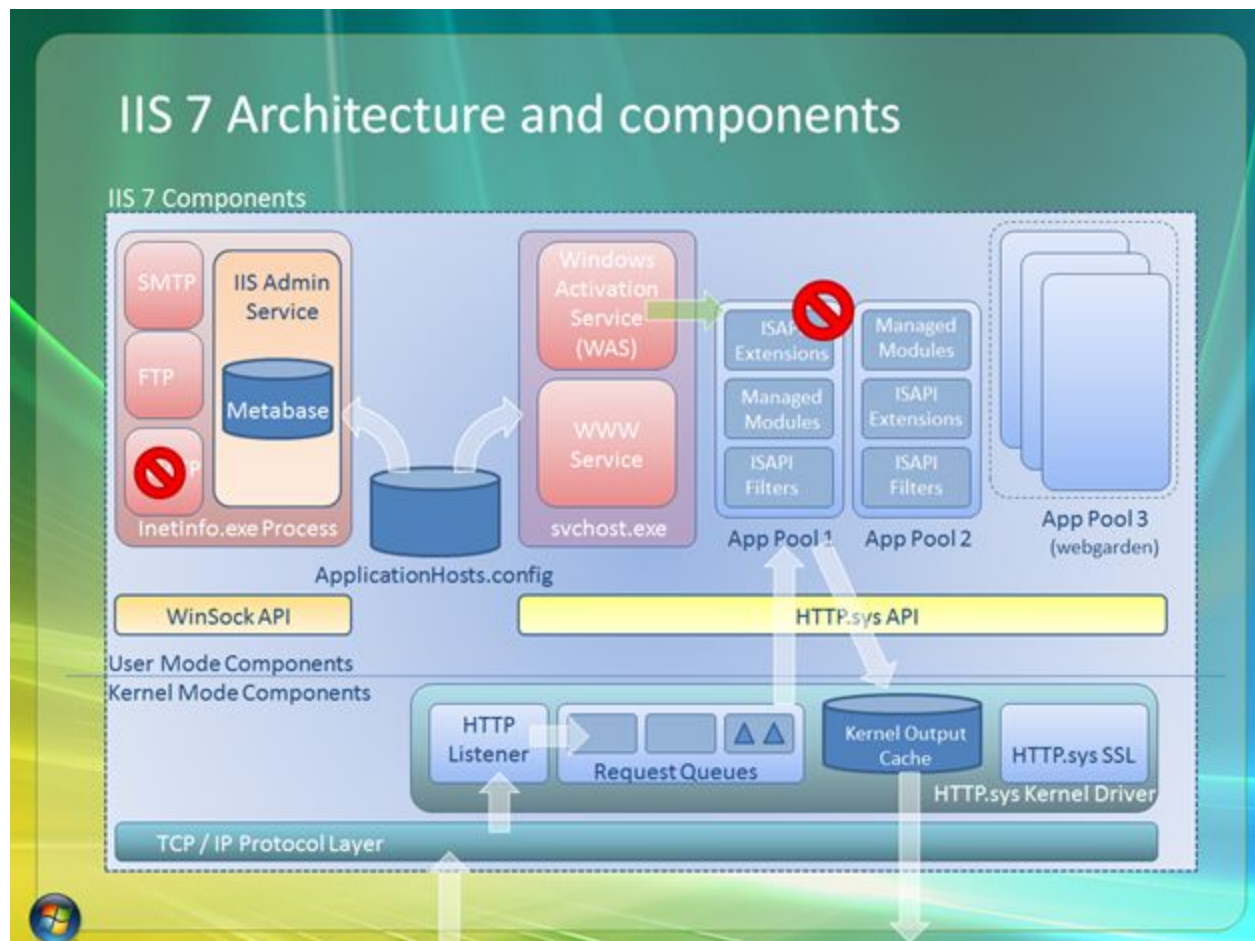 IIS 7 Architecture and components
IIS 7 Components
SMTP
FTP
IIS Admin
Service
Metabase
InetInfo.exe Process
ApplicationHosts.config
Windows
Activation
Service
(WAS)
WWW
Service
svchost.exe
Extensions
Managed
Modules
ISAPI
Filters
App Pool 1
Managed
Modules
ISAPI
Extensions
ISAPI
Filters
App Pool 2
App Pool 3
(webgarden)
WinSock API
HTTP.sys API
User Mode Components
Kernel Mode Components
HTTP
Listener
Request Queues
Kernel Output
Cache
HTTP.sys SSL
HTTP.sys Kernel Driver
TCP / IP Protocol Layer